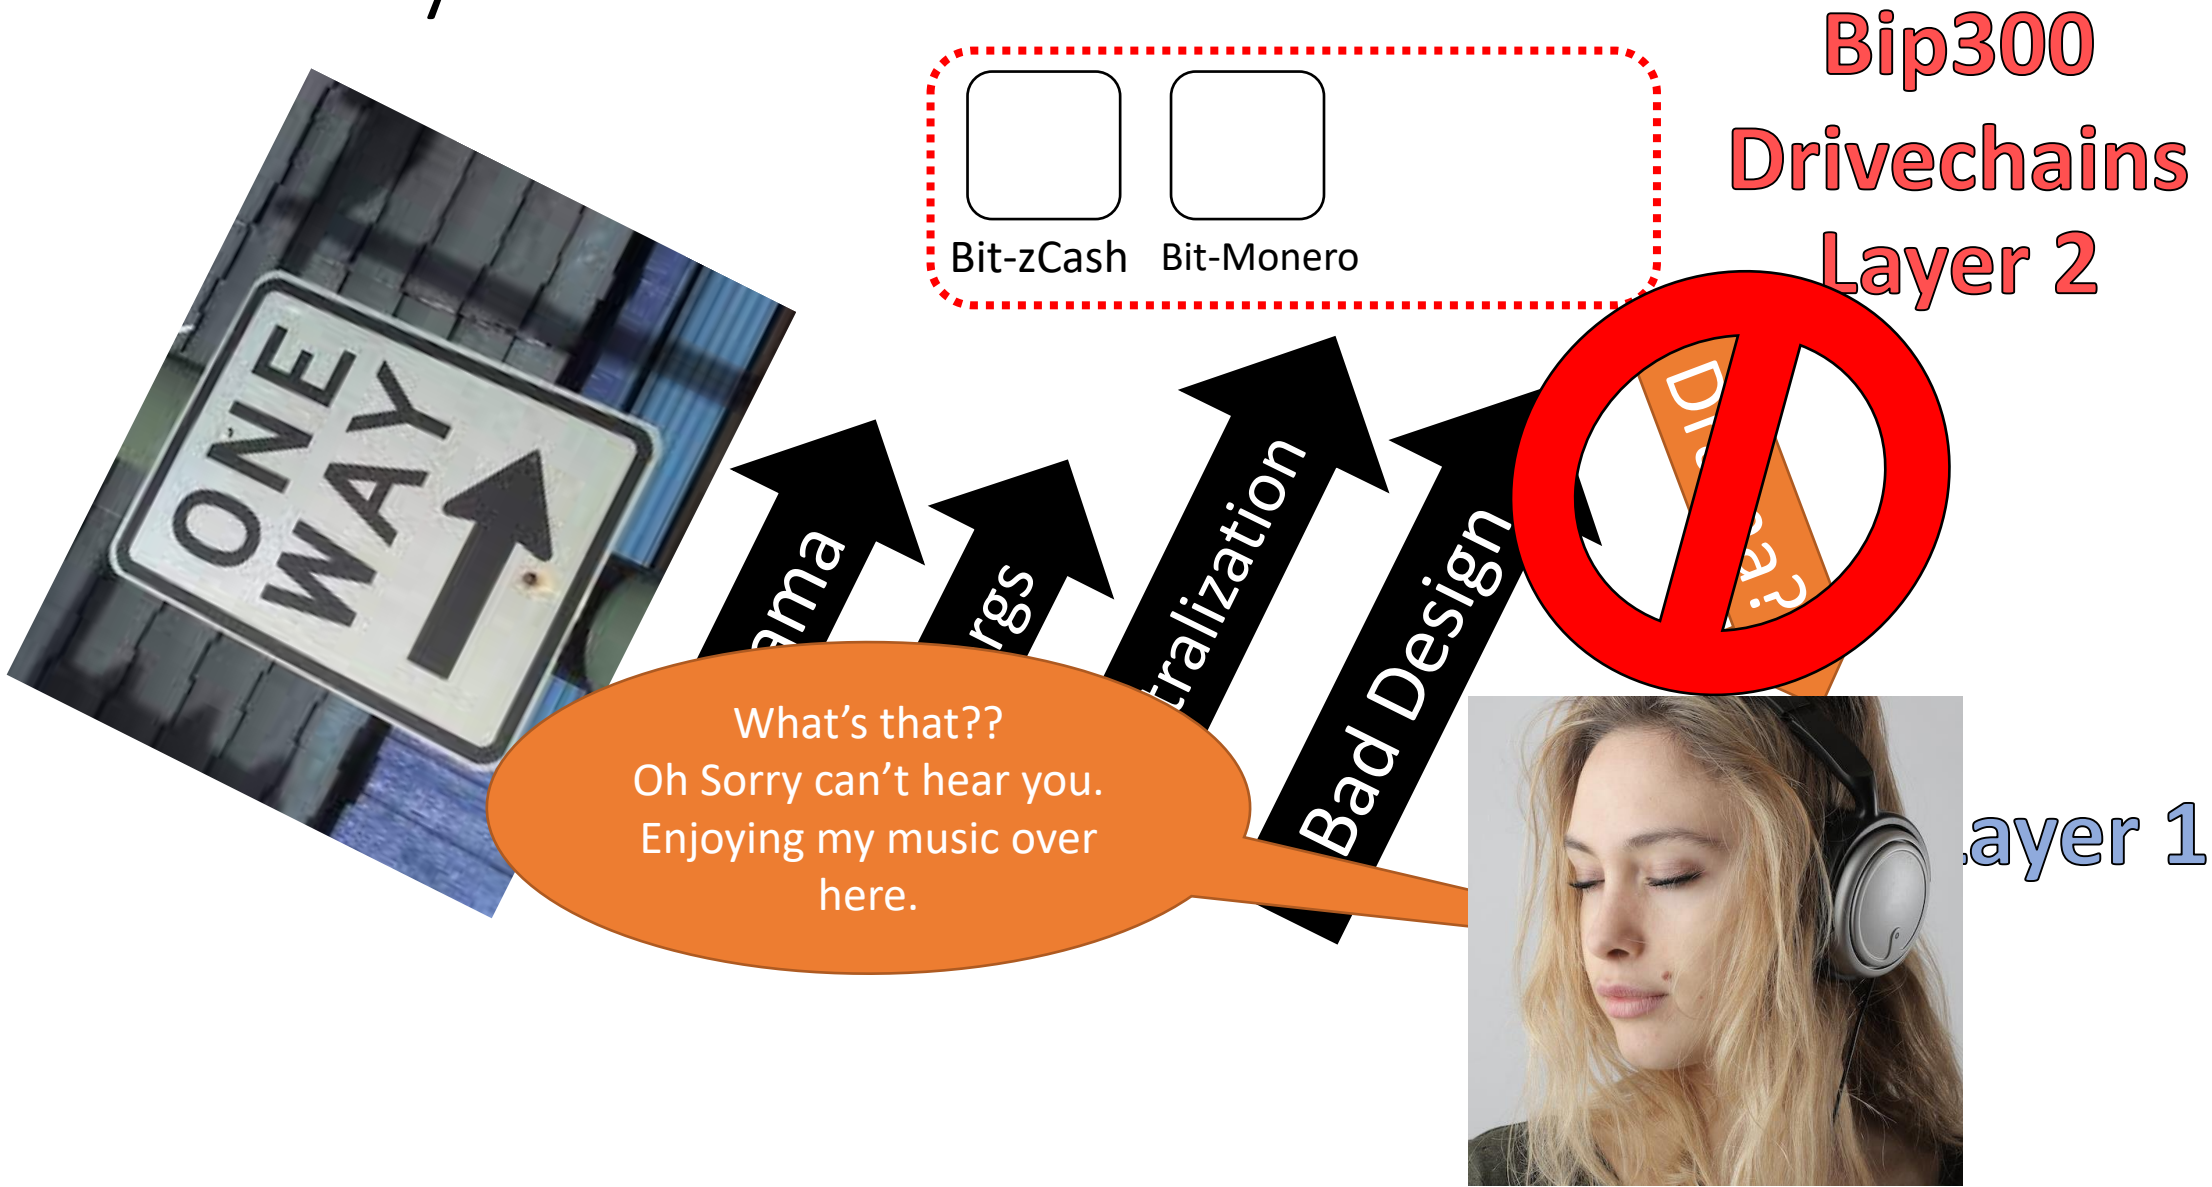 Bip300
Drivechains
Layer 2
Bit-zCash
Bit-Monero
ONE
WAY
Bad Design
What's that??
Oh Sorry can't hear you.
Enjoying my music over
here.